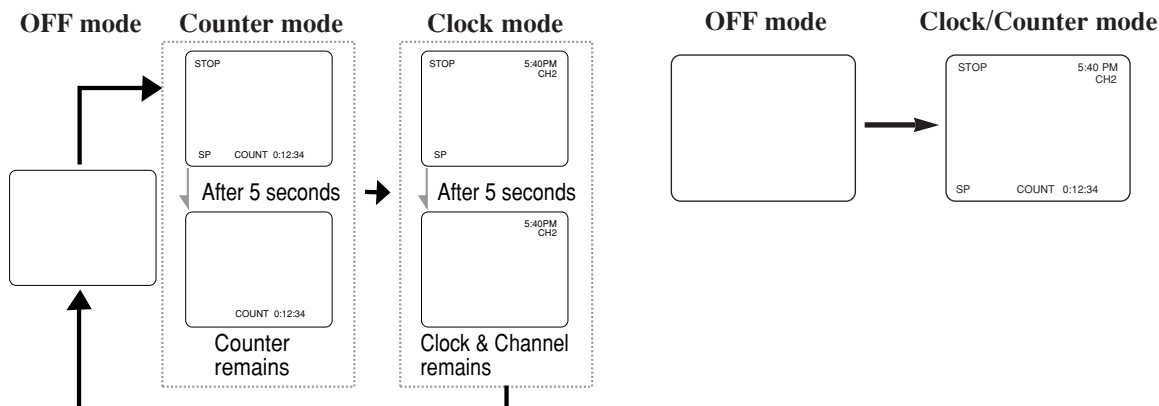 OFF mode
Counter mode
Clock mode
STOP
SP COUNT 0:12:34
After 5 seconds
COUNT 0:12:34
Counter
remains
STOP 5:40PM
CH2
SP
After 5 seconds
5:40PM
CH2
Clock & Channel
remains
OFF mode
Clock/Counter mode
STOP 5:40 PM
CH2
SP COUNT 0:12:34